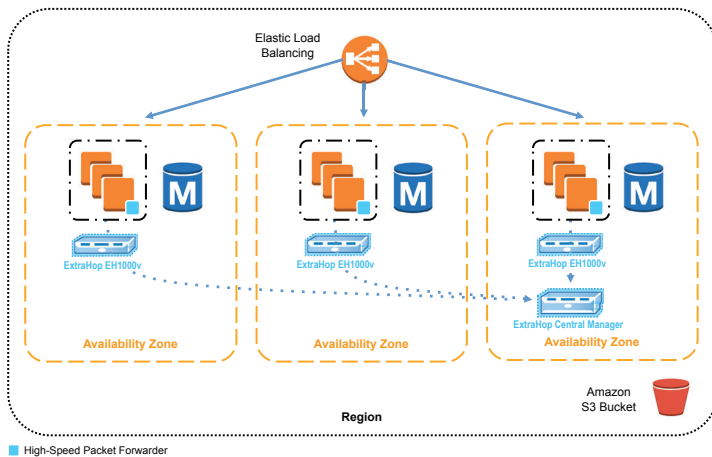 Elastic Load
Balancing
M
M
M
ExtraHop EH1000v
ExtraHop EH1000v
ExtraHop EH1000v
ExtraHop Central Manager
Availability Zone
Availability Zone
Availability Zone
Amazon
S3 Bucket
Region
High-Speed Packet Forwarder